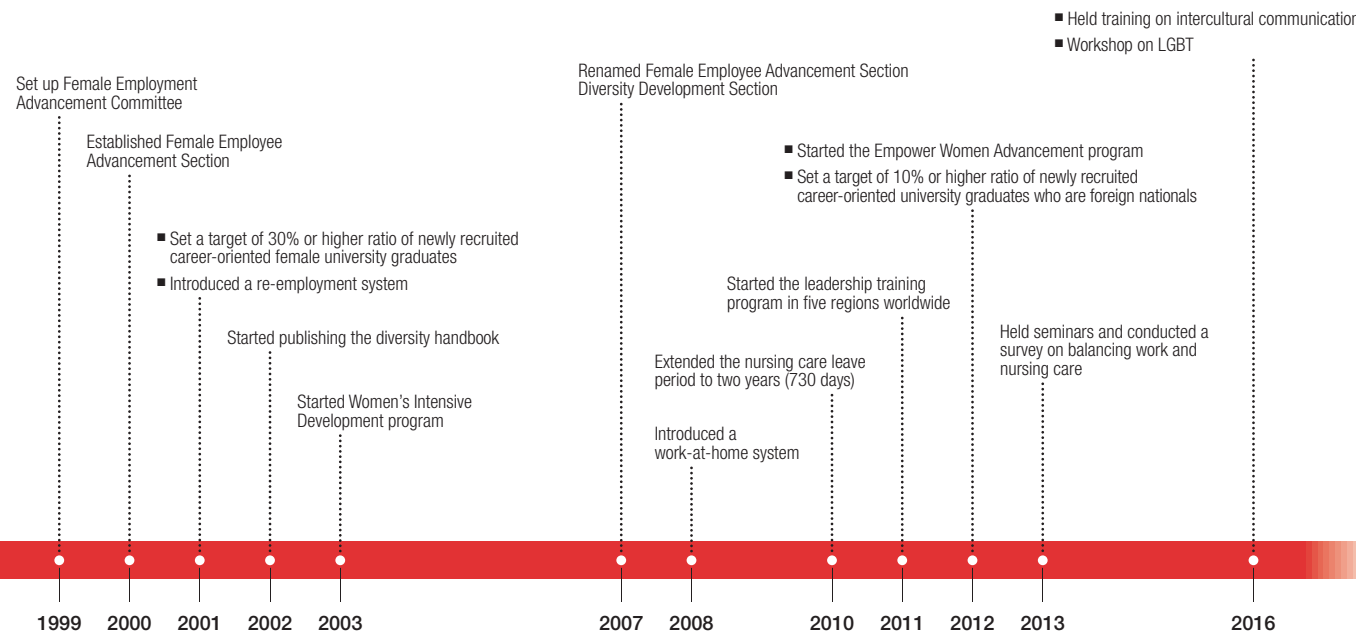 Set up Female Employment
Advancement Committee
Established Female Employee
Advancement Section
■ Set a target of 30% or higher ratio of newly recruited
career-oriented female university graduates
■ Introduced a re-employment system
Started publishing the diversity handbook
Started Women's Intensive
Development program
Renamed Female Employee Advancement Section
Diversity Development Section
Introduced a
work-at-home system
Extended the nursing care leave
period to two years (730 days)
Started the leadership training
program in five regions worldwide
■ Started the Empower Women Advancement program
■ Set a target of 10% or higher ratio of newly recruited
career-oriented university graduates who are foreign nationals
Held seminars and conducted a
survey on balancing work and
nursing care
■ Held training on intercultural communication
■ Workshop on LGBT
1999 2000 2001 2002 2003 2007 2008 2010 2011 2012 2013 2016